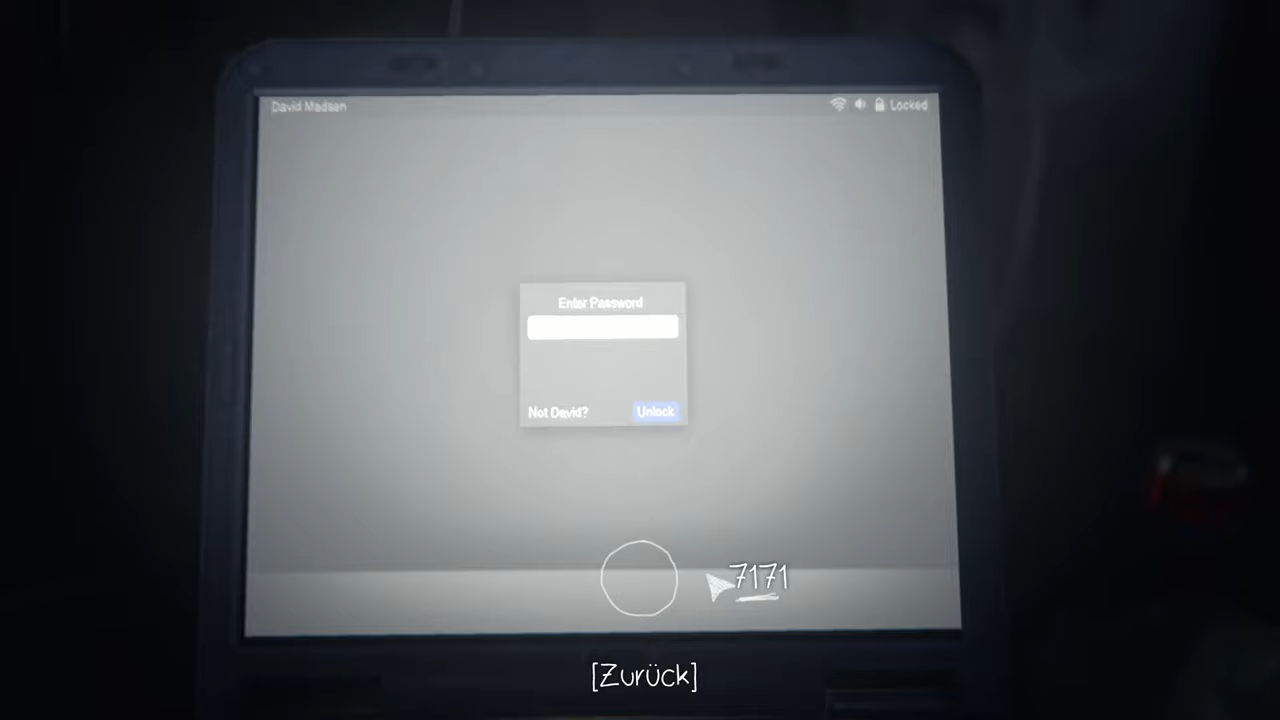 David Madsen
Locked
Enter Password
Not David?
Unlock
7171
[Zurück]